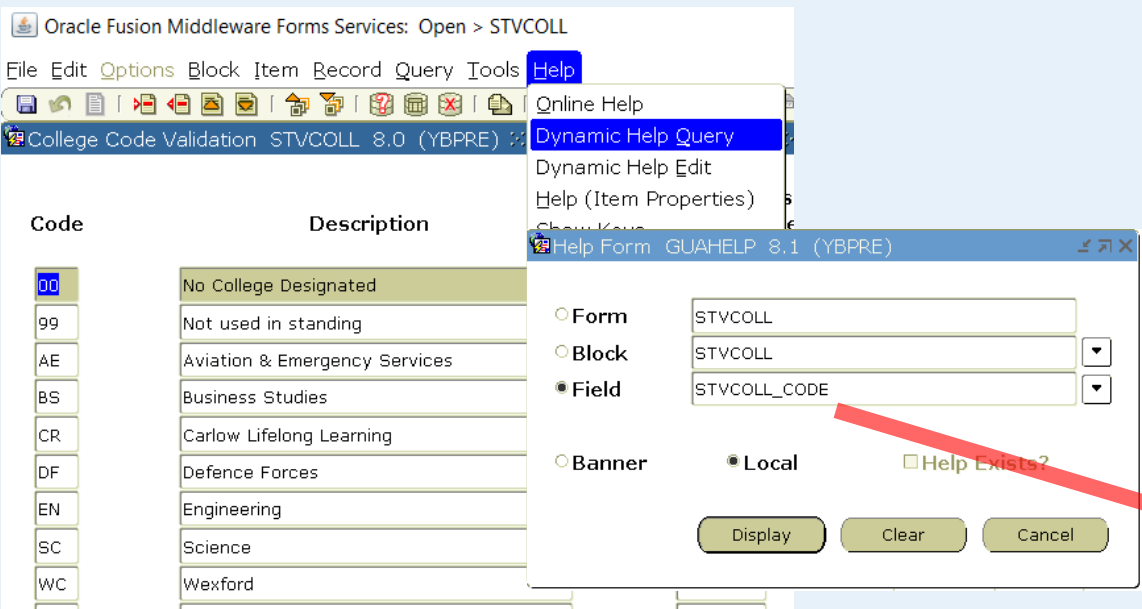 Oracle Fusion Middleware Forms Services: Open > STVCOLL
File Edit Options Block Item Record Query Tools Help
Online Help
Dynamic Help Query
Dynamic Help Edit
Help (Item Properties)
Show Keys
College Code Validation STVCOLL 8.0 (YBPRE)
Code Description
00 No College Designated
99 Not used in standing
AE Aviation & Emergency Services
BS Business Studies
CR Carlow Lifelong Learning
DF Defence Forces
EN Engineering
SC Science
WC Wexford
Help Form GUAHELP 8.1 (YBPRE)
Form STVCOLL
Block STVCOLL
Field STVCOLL_CODE
Banner Local Help Exists?
Display Clear Cancel